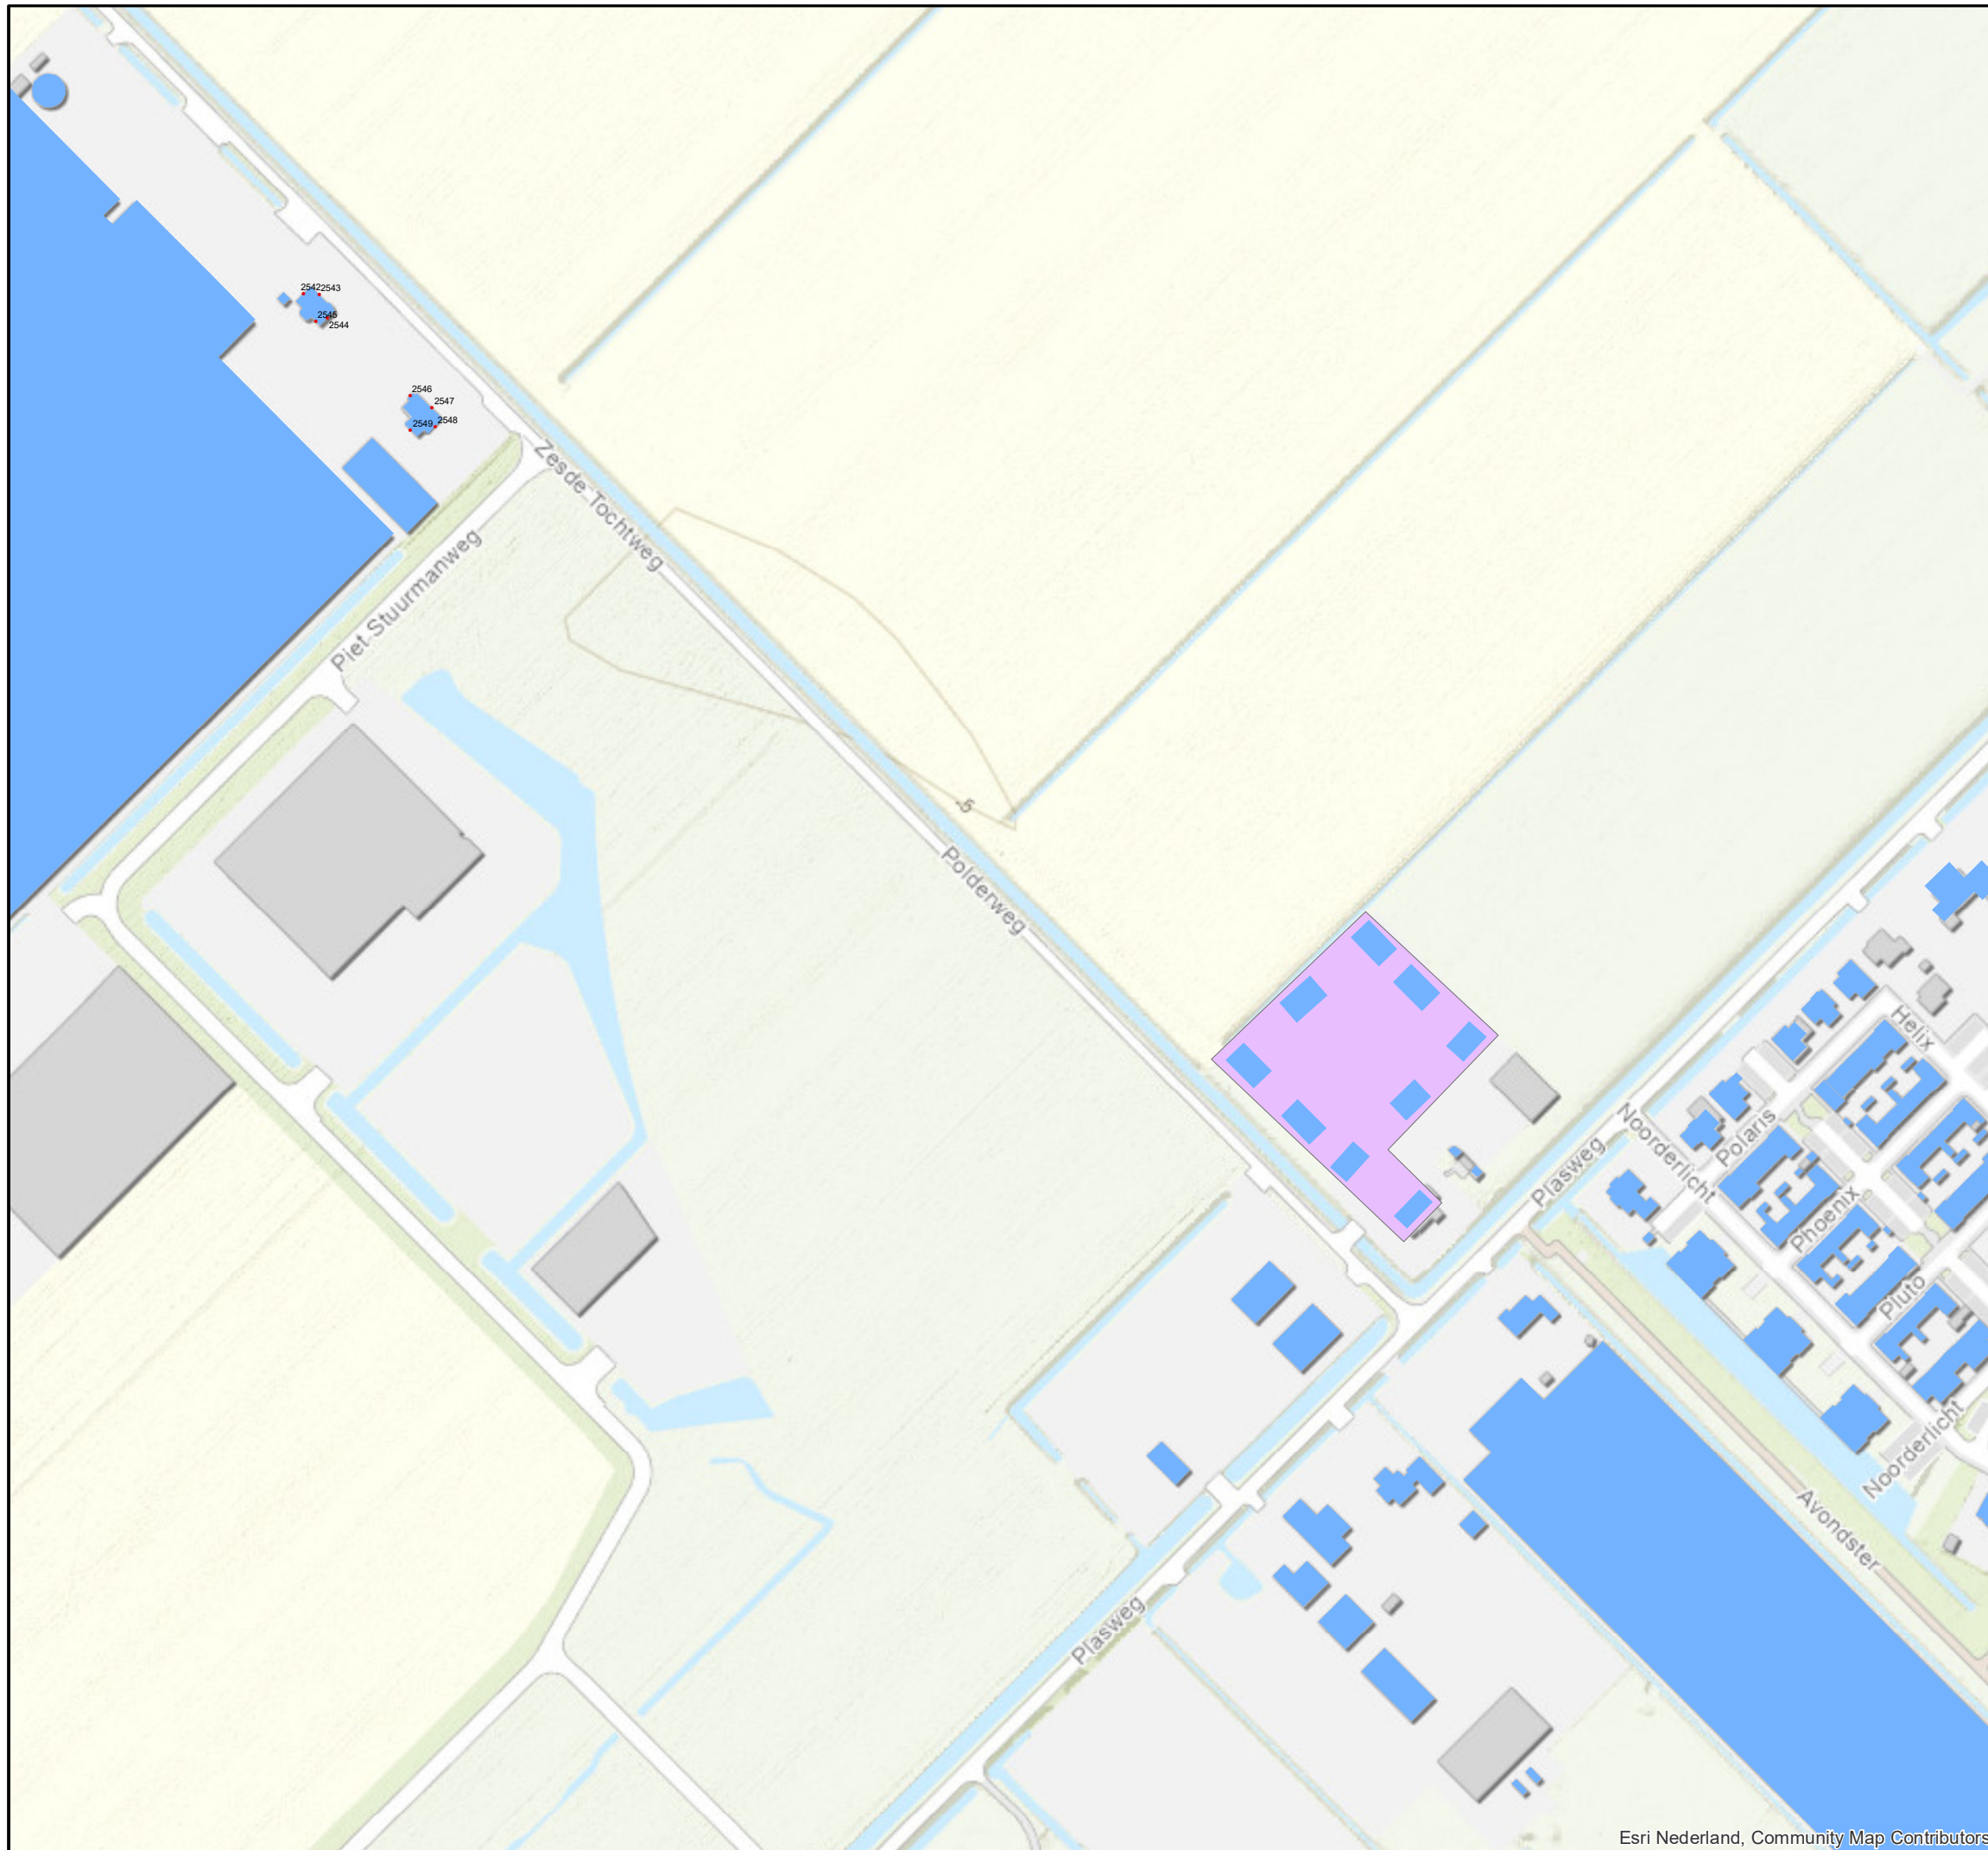 2542
2543
2545
2544
2546
2547
2549
2548
Zesde Tochtweg
Piet Stuurmanweg
-5
Polderweg
Helix
Noorderlicht
Polaris
Plasweg
Phoenix
Pluto
Noorderlicht
Avondster
Plasweg
Esri Nederland, Community Map Contributors